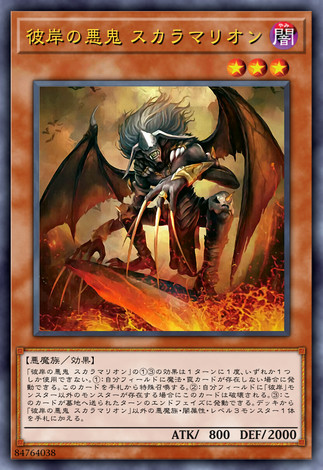 彼岸の悪鬼 スカラマリオン
闇
やみ
【悪魔族／効果】
「彼岸の悪鬼 スカラマリオン」の①③の効果は１ターンに１度、いずれか１つ
しか使用できない。①：自分フィールドに魔法・罠カードが存在しない場合に発
動できる。このカードを手札から特殊召喚する。②：自分フィールドに「彼岸」モ
ンスター以外のモンスターが存在する場合にこのカードは破壊される。③：こ
のカードが墓地へ送られたターンのエンドフェイズに発動できる。デッキから
「彼岸の悪鬼 スカラマリオン」以外の悪魔族・闇属性・レベル３モンスター１体
を手札に加える。
ATK/ 800 DEF/2000
84764038